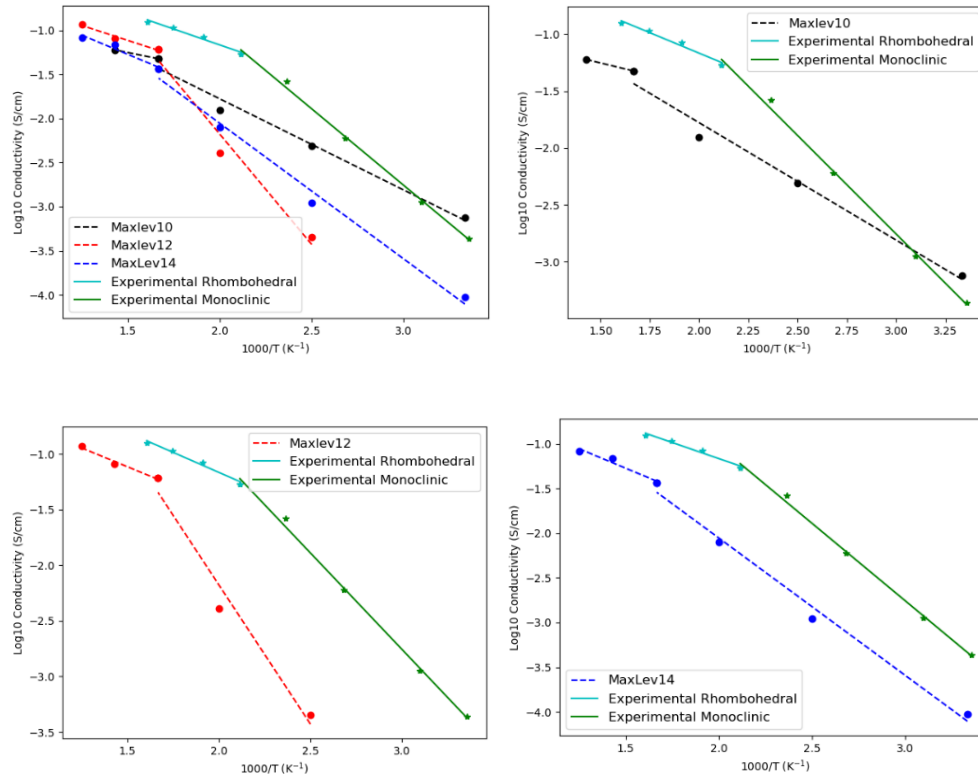 −1.0
−1.5
−2.0
−2.5
−3.0
−3.5
−4.0
Log10 Conductivity (S/cm)
Maxlev10
Maxlev12
MaxLev14
Experimental Rhombohedral
Experimental Monoclinic
1.5 2.0 2.5 3.0
1000/T (K⁻¹)
−1.0
−1.5
−2.0
−2.5
−3.0
Log10 Conductivity (S/cm)
Maxlev10
Experimental Rhombohedral
Experimental Monoclinic
1.50 1.75 2.00 2.25 2.50 2.75 3.00 3.25
1000/T (K⁻¹)
−1.0
−1.5
−2.0
−2.5
−3.0
−3.5
Log10 Conductivity (S/cm)
Maxlev12
Experimental Rhombohedral
Experimental Monoclinic
1.5 2.0 2.5 3.0
1000/T (K⁻¹)
−1.0
−1.5
−2.0
−2.5
−3.0
−3.5
−4.0
Log10 Conductivity (S/cm)
MaxLev14
Experimental Rhombohedral
Experimental Monoclinic
1.5 2.0 2.5 3.0
1000/T (K⁻¹)